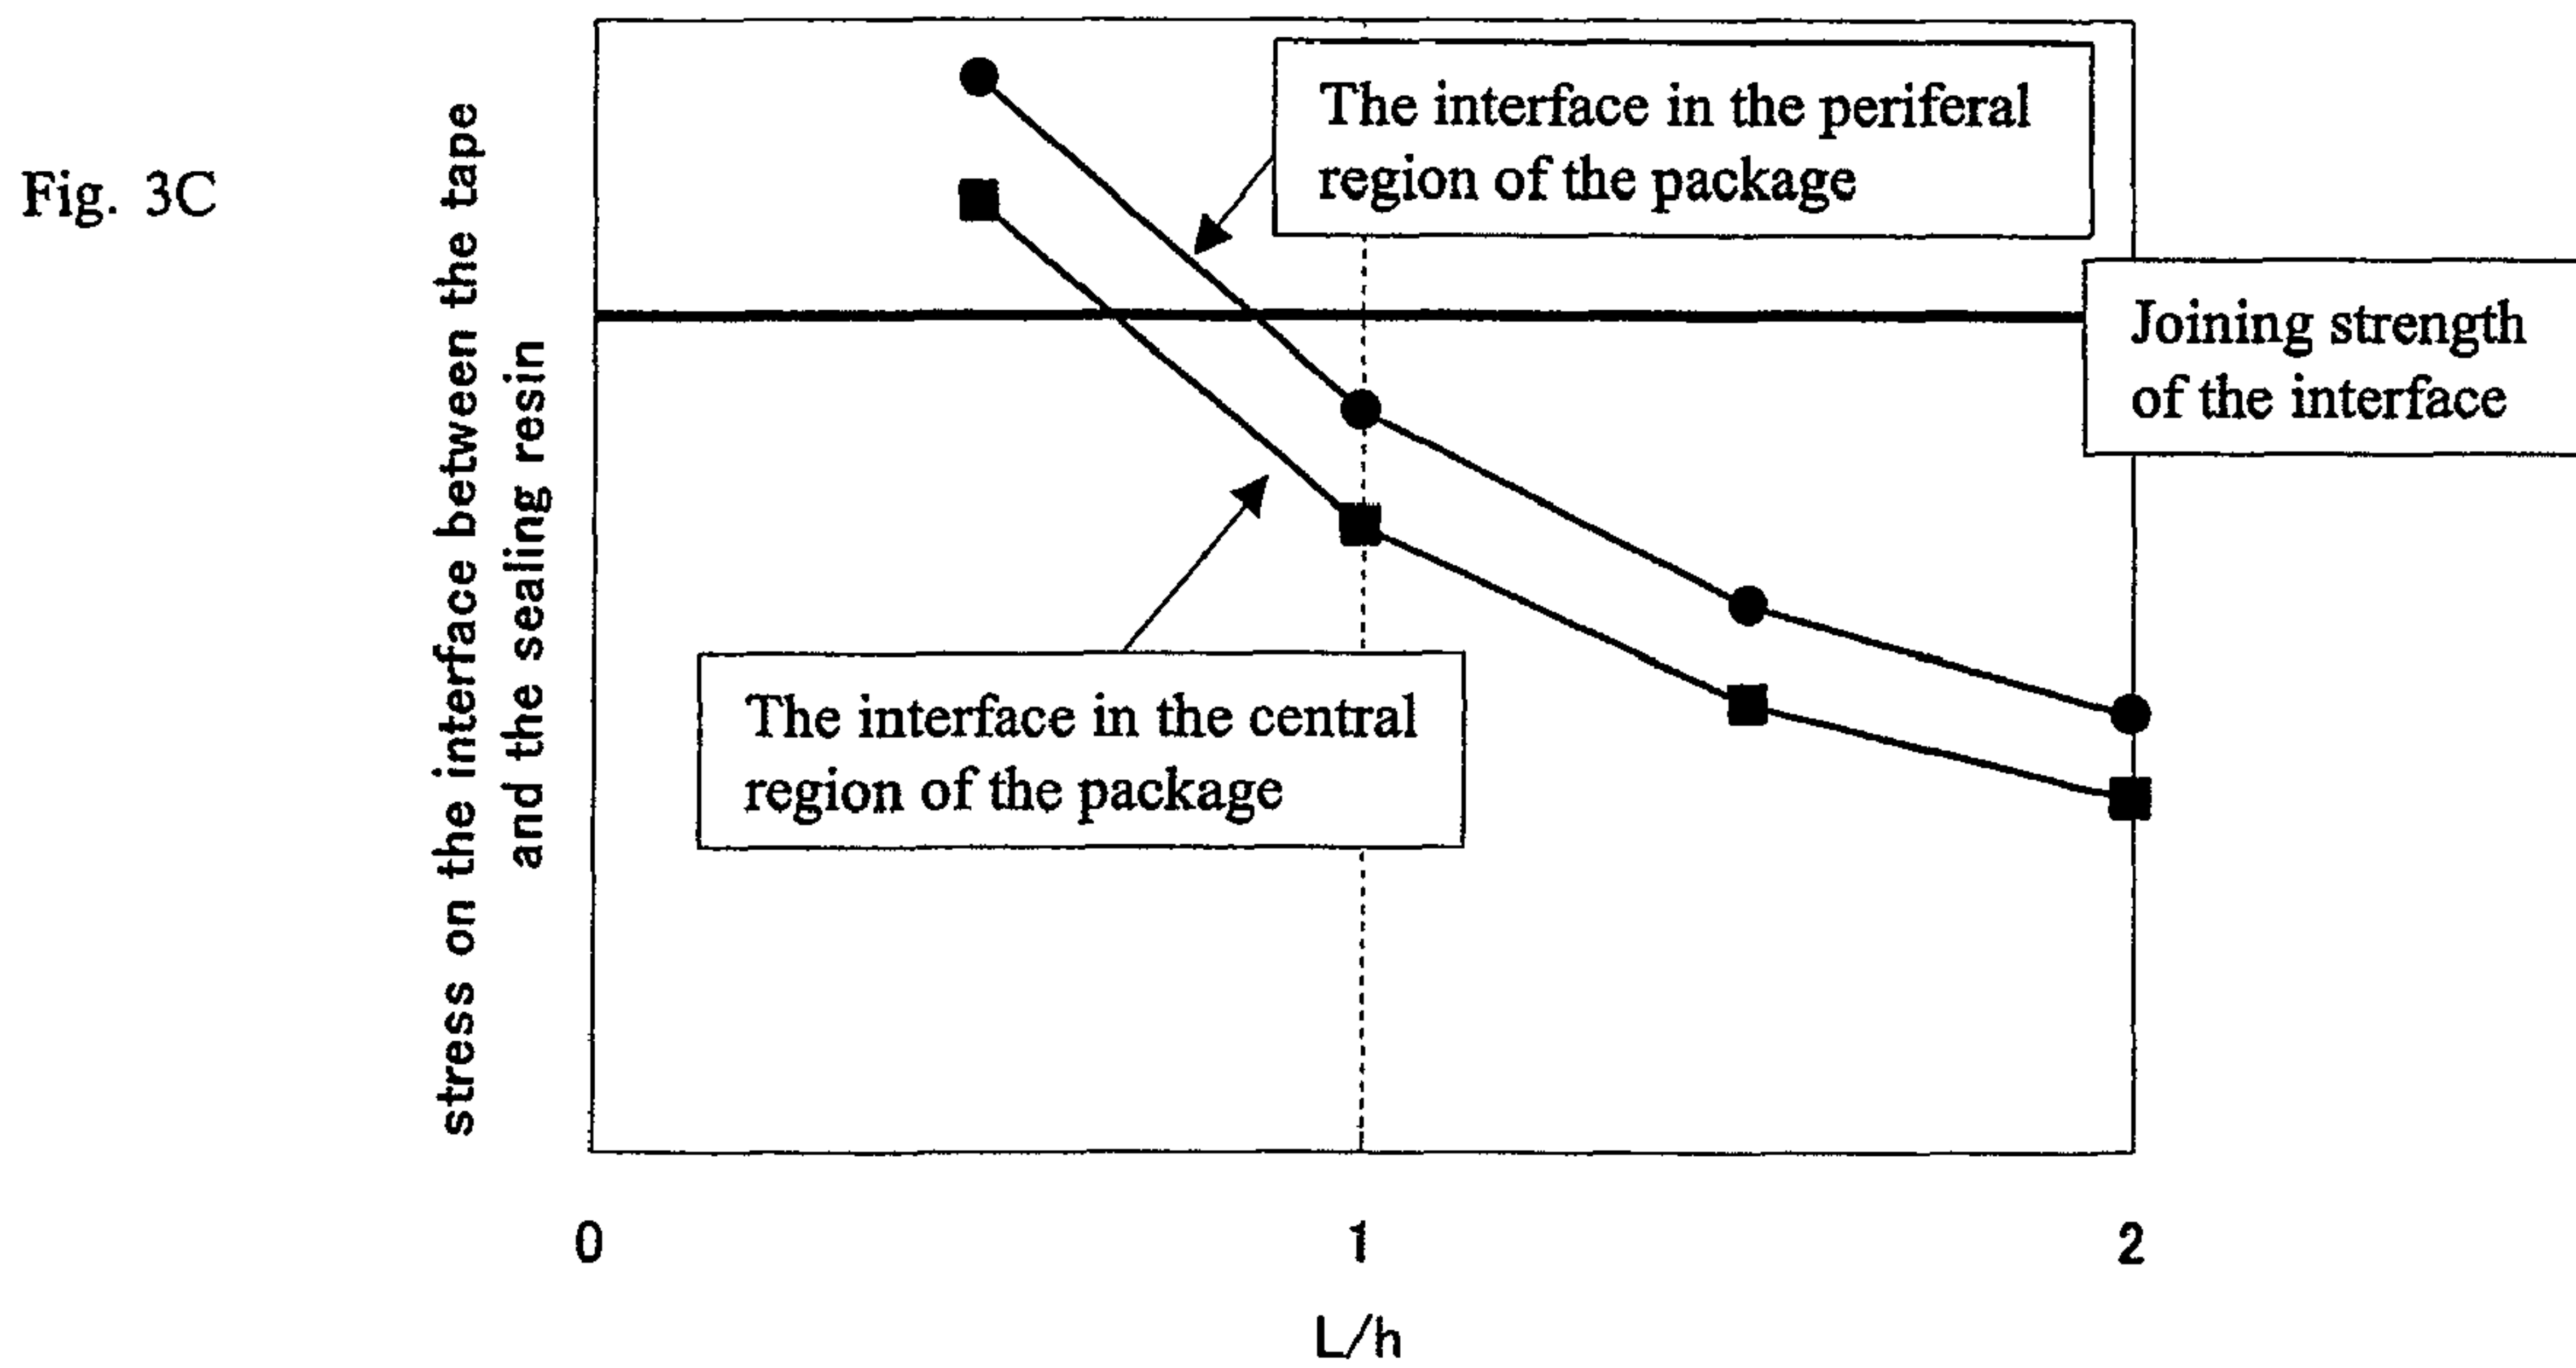 Fig. 3C
stress on the interface between the tape
and the sealing resin
The interface in the periferal
region of the package
Joining strength
of the interface
The interface in the central
region of the package
0 1 2
L/h